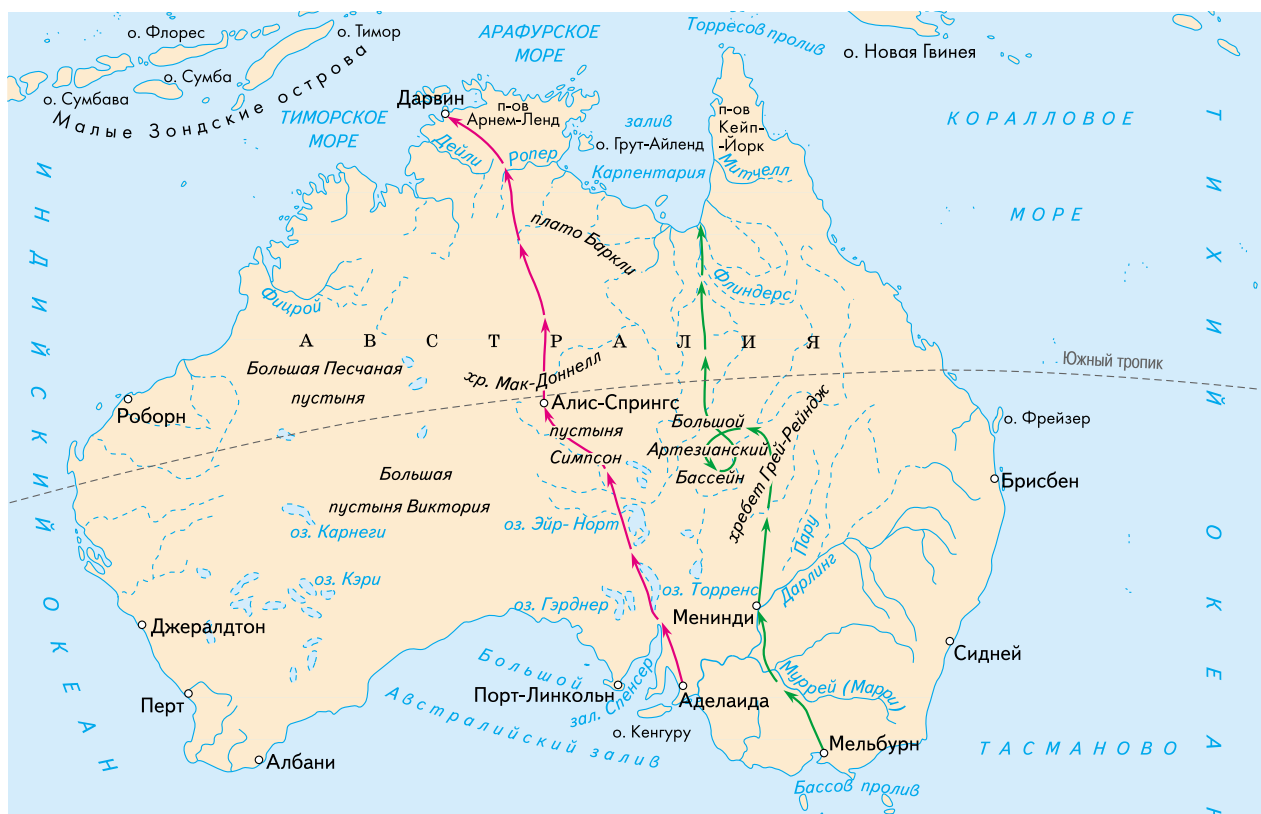 о. Флорес
о. Тимор
АРАФУРСКОЕ
МОРЕ
Торресов пролив
о. Новая Гвинея
о. Сумба
о. Сумбава
Малые Зондские острова
ТИМОРСКОЕ
МОРЕ
Дарвин
п-ов
Арнем-Ленд
залив
Карпентария
о. Грут-Айленд
п-ов
Кейп-
-Йорк
Митчелл
КОРАЛЛОВОЕ
МОРЕ
ТИХИЙ ОКЕАН
ИНДИЙСКИЙ ОКЕАН
Дейли
Ропер
плато Баркли
Флиндерс
Фицрой
АВСТРАЛИЯ
Большая Песчаная
пустыня
хр. Мак-Доннелл
Южный тропик
Роборн
Алис-Спрингс
пустыня
Симпсон
Большой
Артезианский
Бассейн
хребет Грей-Рейндж
о. Фрейзер
Брисбен
Большая
пустыня Виктория
оз. Карнеги
оз. Эйр-Норт
Пару
Дарлинг
оз. Кэри
оз. Гэрднер
оз. Торренс
Менинди
Джералдтон
Сидней
Большой
Австралийский залив
Порт-Линкольн
зал. Спенсер
Аделаида
Муррей (Марри)
Перт
о. Кенгуру
Мельбурн
Албани
ТАСМАНОВО
Бассов пролив